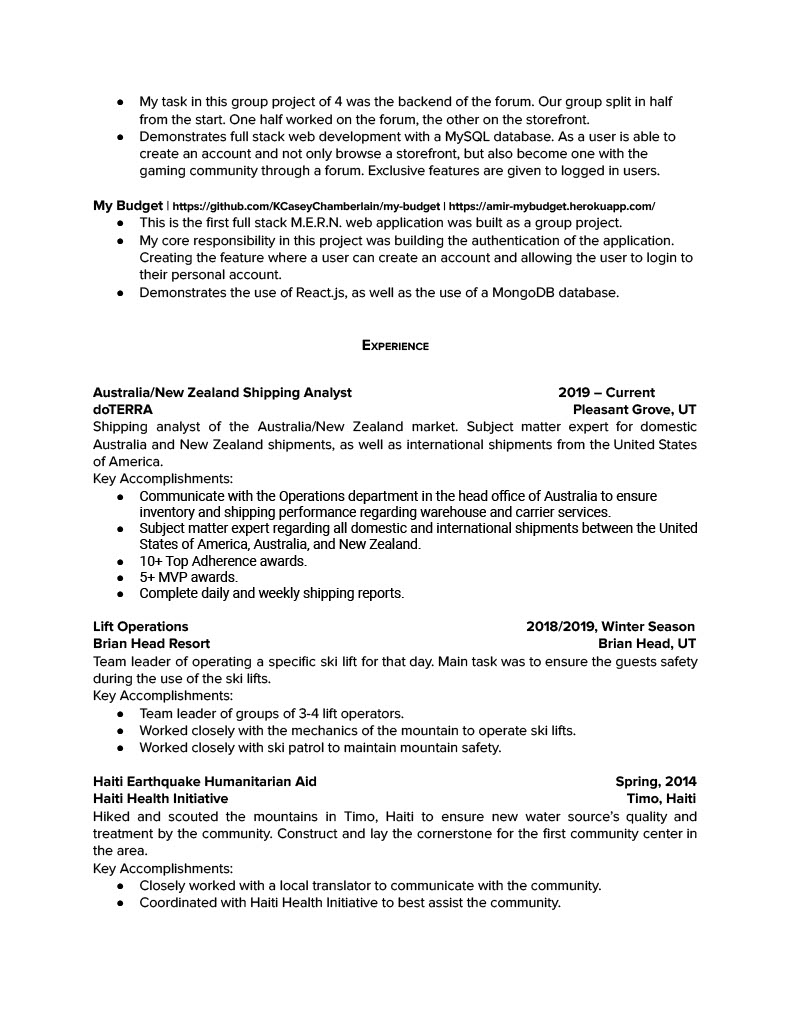 ● My task in this group project of 4 was the backend of the forum. Our group split in half
from the start. One half worked on the forum, the other on the storefront.
● Demonstrates full stack web development with a MySQL database. As a user is able to
create an account and not only browse a storefront, but also become one with the
gaming community through a forum. Exclusive features are given to logged in users.
My Budget | https://github.com/KCaseyChamberlain/my-budget | https://amir-mybudget.herokuapp.com/
● This is the first full stack M.E.R.N. web application was built as a group project.
● My core responsibility in this project was building the authentication of the application.
Creating the feature where a user can create an account and allowing the user to login to
their personal account.
● Demonstrates the use of React.js, as well as the use of a MongoDB database.
Experience
Australia/New Zealand Shipping Analyst 2019 – Current
doTERRA Pleasant Grove, UT
Shipping analyst of the Australia/New Zealand market. Subject matter expert for domestic
Australia and New Zealand shipments, as well as international shipments from the United States
of America.
Key Accomplishments:
● Communicate with the Operations department in the head office of Australia to ensure
inventory and shipping performance regarding warehouse and carrier services.
● Subject matter expert regarding all domestic and international shipments between the United
States of America, Australia, and New Zealand.
● 10+ Top Adherence awards.
● 5+ MVP awards.
● Complete daily and weekly shipping reports.
Lift Operations 2018/2019, Winter Season
Brian Head Resort Brian Head, UT
Team leader of operating a specific ski lift for that day. Main task was to ensure the guests safety
during the use of the ski lifts.
Key Accomplishments:
● Team leader of groups of 3-4 lift operators.
● Worked closely with the mechanics of the mountain to operate ski lifts.
● Worked closely with ski patrol to maintain mountain safety.
Haiti Earthquake Humanitarian Aid Spring, 2014
Haiti Health Initiative Timo, Haiti
Hiked and scouted the mountains in Timo, Haiti to ensure new water source's quality and
treatment by the community. Construct and lay the cornerstone for the first community center in
the area.
Key Accomplishments:
● Closely worked with a local translator to communicate with the community.
● Coordinated with Haiti Health Initiative to best assist the community.